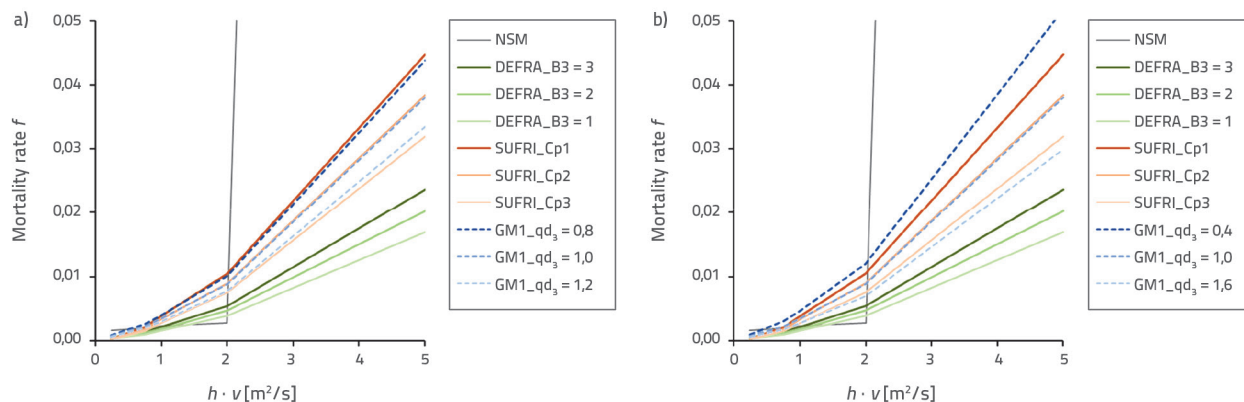 a)
Mortality rate f
0,05
0,04
0,03
0,02
0,01
0,00
0 1 2 3 4 5
h · v [m²/s]
NSM
DEFRA_B3 = 3
DEFRA_B3 = 2
DEFRA_B3 = 1
SUFRI_Cp1
SUFRI_Cp2
SUFRI_Cp3
GM1_qd₃ = 0,8
GM1_qd₃ = 1,0
GM1_qd₃ = 1,2
b)
Mortality rate f
0,05
0,04
0,03
0,02
0,01
0,00
0 1 2 3 4 5
h · v [m²/s]
NSM
DEFRA_B3 = 3
DEFRA_B3 = 2
DEFRA_B3 = 1
SUFRI_Cp1
SUFRI_Cp2
SUFRI_Cp3
GM1_qd₃ = 0,4
GM1_qd₃ = 1,0
GM1_qd₃ = 1,6